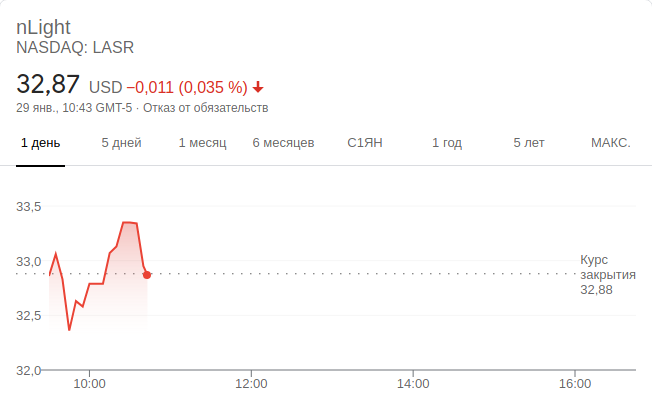 nLight
NASDAQ: LASR
32,87 USD −0,011 (0,035 %)
29 янв., 10:43 GMT-5 · Отказ от обязательств
1 день 5 дней 1 месяц 6 месяцев С1ЯН 1 год 5 лет МАКС.
33,5
33,0
32,5
32,0
Курс
закрытия
32,88
10:00 12:00 14:00 16:00